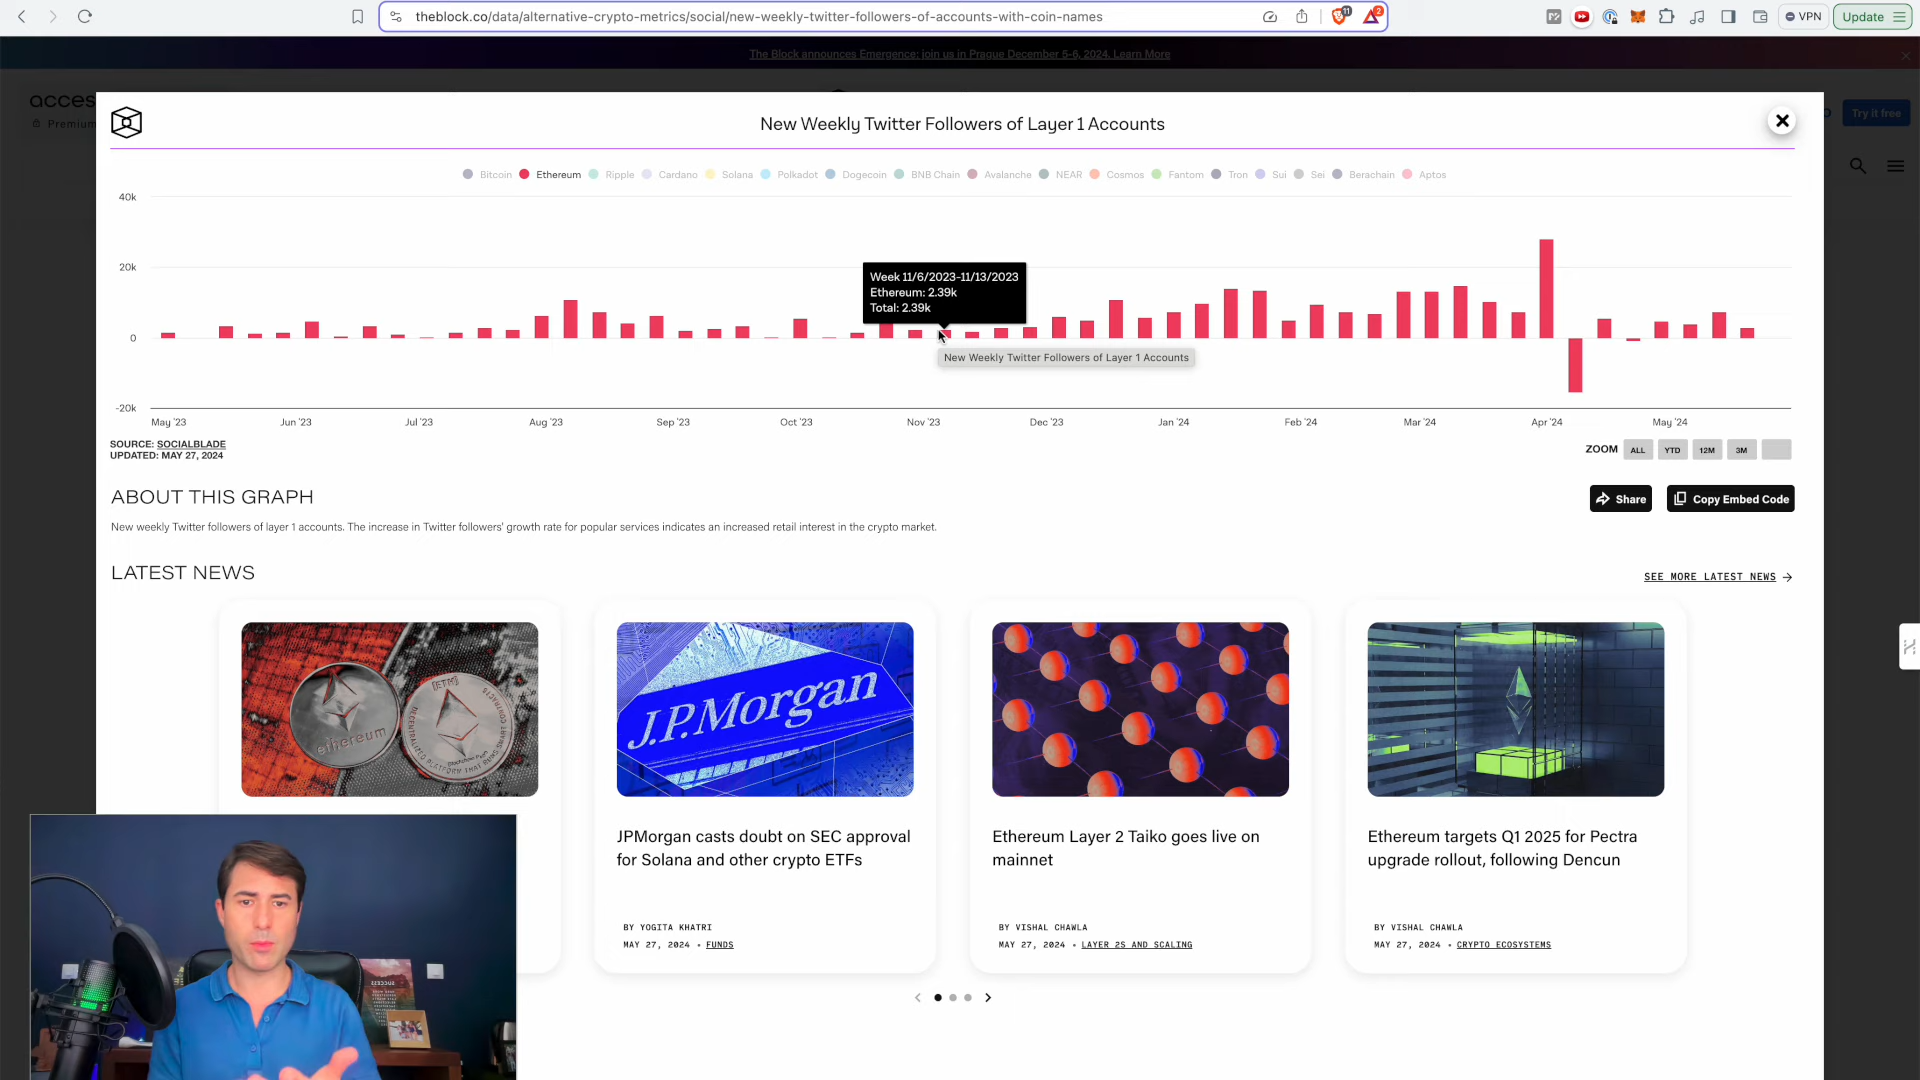 theblock.co/data/alternative-crypto-metrics/social/new-weekly-twitter-followers-of-accounts-with-coin-names
11
2
VPN
Update
The Block announces Emergence: join us in Prague December 5-6, 2024. Learn More
acces
Premium
Try it free
New Weekly Twitter Followers of Layer 1 Accounts
Bitcoin Ethereum Ripple Cardano Solana Polkadot Dogecoin BNB Chain Avalanche NEAR Cosmos Fantom Tron Sui Sei Berachain Aptos
40k
20k
0
-20k
Week 11/6/2023-11/13/2023
Ethereum: 2.39k
Total: 2.39k
New Weekly Twitter Followers of Layer 1 Accounts
May '23 Jun '23 Jul '23 Aug '23 Sep '23 Oct '23 Nov '23 Dec '23 Jan '24 Feb '24 Mar '24 Apr '24 May '24
SOURCE: SOCIALBLADE
UPDATED: MAY 27, 2024
ZOOM ALL YTD 12M 3M
ABOUT THIS GRAPH
Share
Copy Embed Code
New weekly Twitter followers of layer 1 accounts. The increase in Twitter followers' growth rate for popular services indicates an increased retail interest in the crypto market.
LATEST NEWS
SEE MORE LATEST NEWS
ethereum
J.P.Morgan
JPMorgan casts doubt on SEC approval
for Solana and other crypto ETFs
BY YOGITA KHATRI
MAY 27, 2024 • FUNDS
Ethereum Layer 2 Taiko goes live on
mainnet
BY VISHAL CHAWLA
MAY 27, 2024 • LAYER 2S AND SCALING
Ethereum targets Q1 2025 for Pectra
upgrade rollout, following Dencun
BY VISHAL CHAWLA
MAY 27, 2024 • CRYPTO ECOSYSTEMS